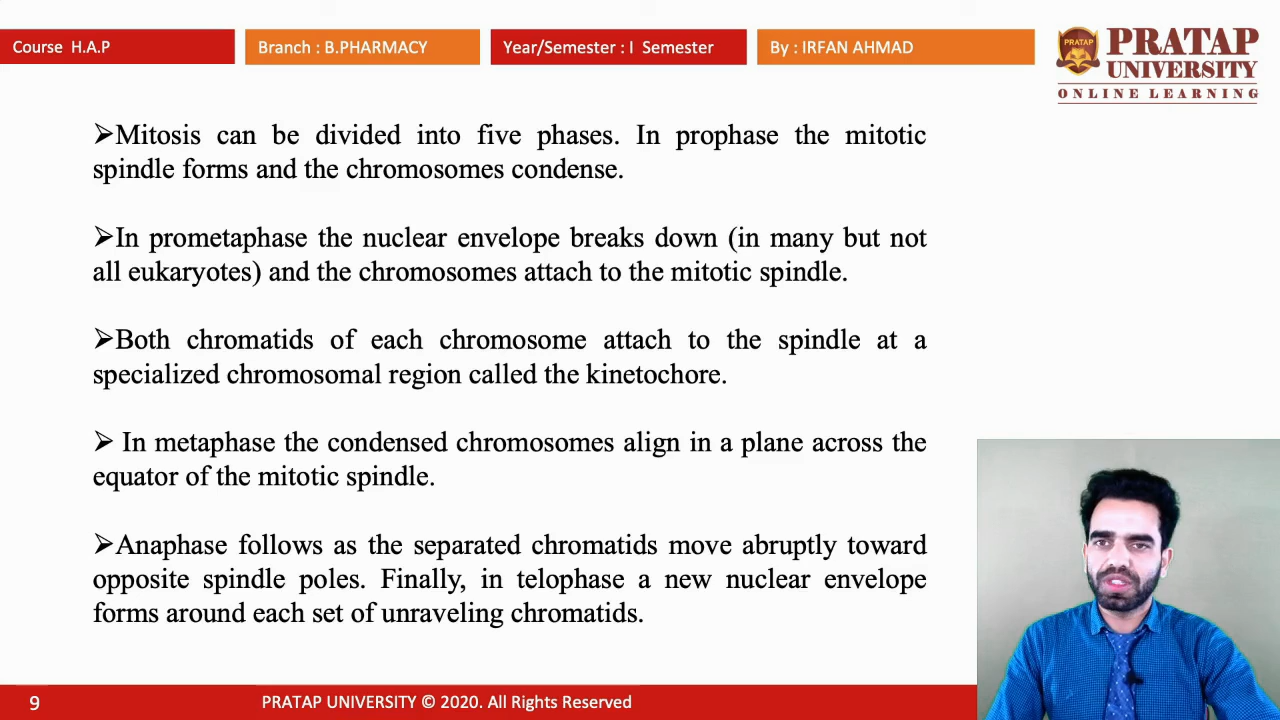 Course H.A.P
Branch : B.PHARMACY
Year/Semester : I Semester
By : IRFAN AHMAD
PRATAP
PRATAP
UNIVERSITY
ONLINE LEARNING
➢Mitosis can be divided into five phases. In prophase the mitotic
spindle forms and the chromosomes condense.
➢In prometaphase the nuclear envelope breaks down (in many but not
all eukaryotes) and the chromosomes attach to the mitotic spindle.
➢Both chromatids of each chromosome attach to the spindle at a
specialized chromosomal region called the kinetochore.
➢ In metaphase the condensed chromosomes align in a plane across the
equator of the mitotic spindle.
➢Anaphase follows as the separated chromatids move abruptly toward
opposite spindle poles. Finally, in telophase a new nuclear envelope
forms around each set of unraveling chromatids.
9
PRATAP UNIVERSITY © 2020. All Rights Reserved